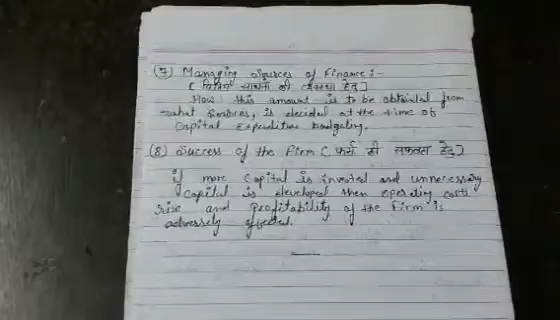 (7) Managing Sources of Finance :-
[ वित्तीय साधनों की व्यवस्था हेतु ]
How this amount is to be obtained from
what Sources, is decided at the time of
Capital Expenditure budgeting.
(8) Success of the Firm ( फर्म की सफलता हेतु )
if more Capital is invested and unnecessary
Capital is developed then operating costs
rise and Profitability of the Firm is
adversely effected.